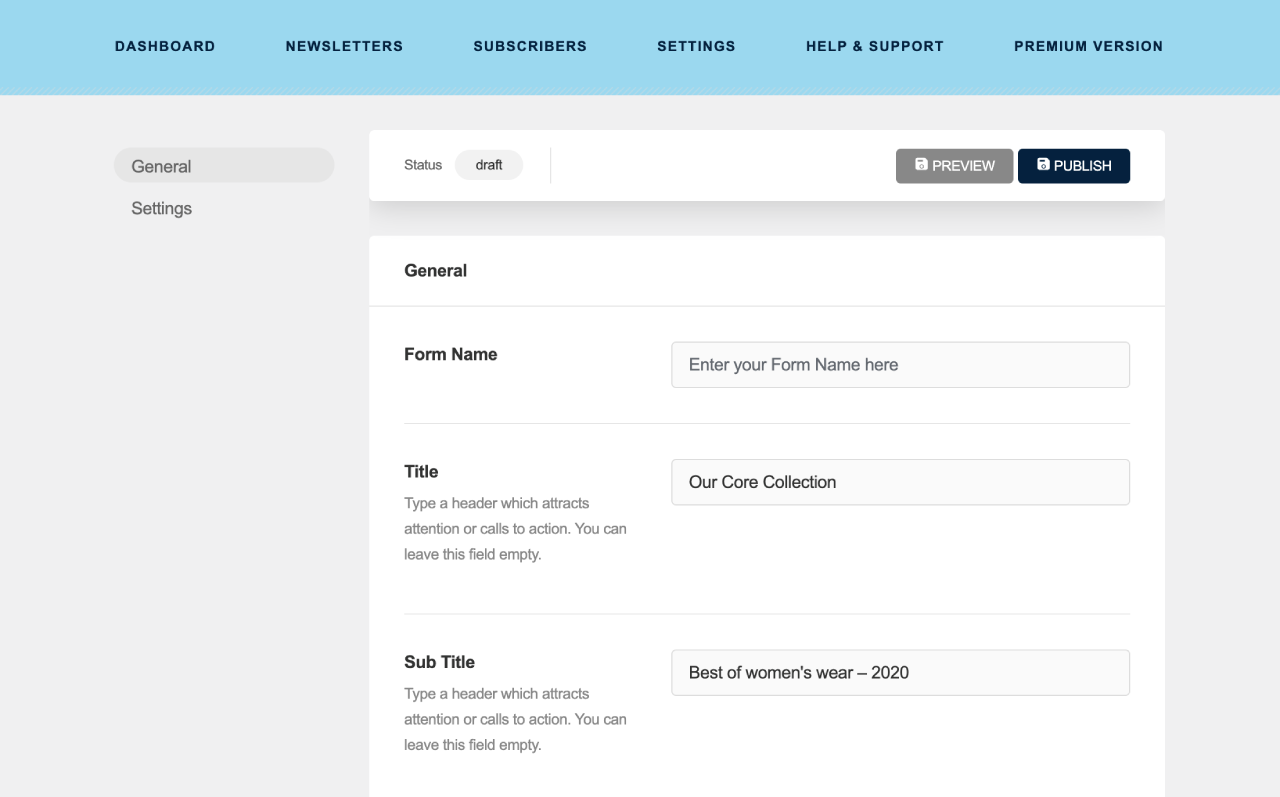 DASHBOARD NEWSLETTERS SUBSCRIBERS SETTINGS HELP & SUPPORT PREMIUM VERSION
General
Settings
Status draft PREVIEW PUBLISH
General
Form Name
Enter your Form Name here
Title
Our Core Collection
Type a header which attracts
attention or calls to action. You can
leave this field empty.
Sub Title
Best of women's wear – 2020
Type a header which attracts
attention or calls to action. You can
leave this field empty.